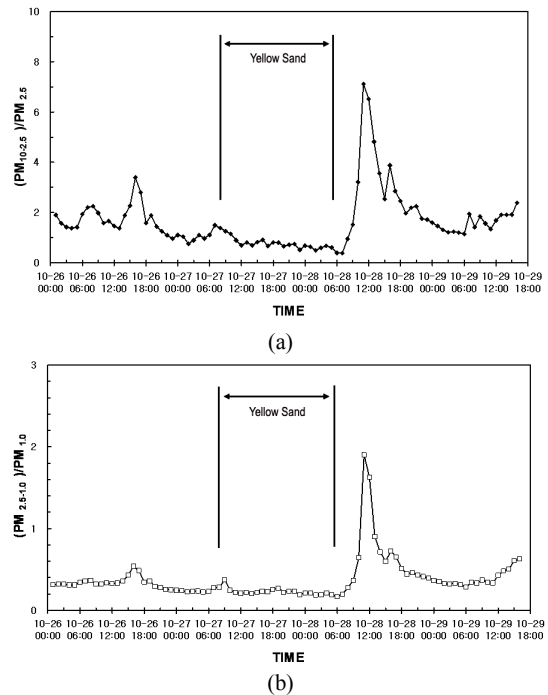 10
8
6
4
2
0
(PM10-2.5 )/PM 2.5
Yellow Sand
10-26 10-26 10-26 10-26 10-27 10-27 10-27 10-27 10-28 10-28 10-28 10-28 10-29 10-29 10-29 10-29
00:00 06:00 12:00 18:00 00:00 06:00 12:00 18:00 00:00 06:00 12:00 18:00 00:00 06:00 12:00 18:00
TIME
(a)
3
2
1
0
(PM 2.5-1.0 )/PM 1.0
Yellow Sand
10-26 10-26 10-26 10-26 10-27 10-27 10-27 10-27 10-28 10-28 10-28 10-28 10-29 10-29 10-29 10-29
00:00 06:00 12:00 18:00 00:00 06:00 12:00 18:00 00:00 06:00 12:00 18:00 00:00 06:00 12:00 18:00
TIME
(b)